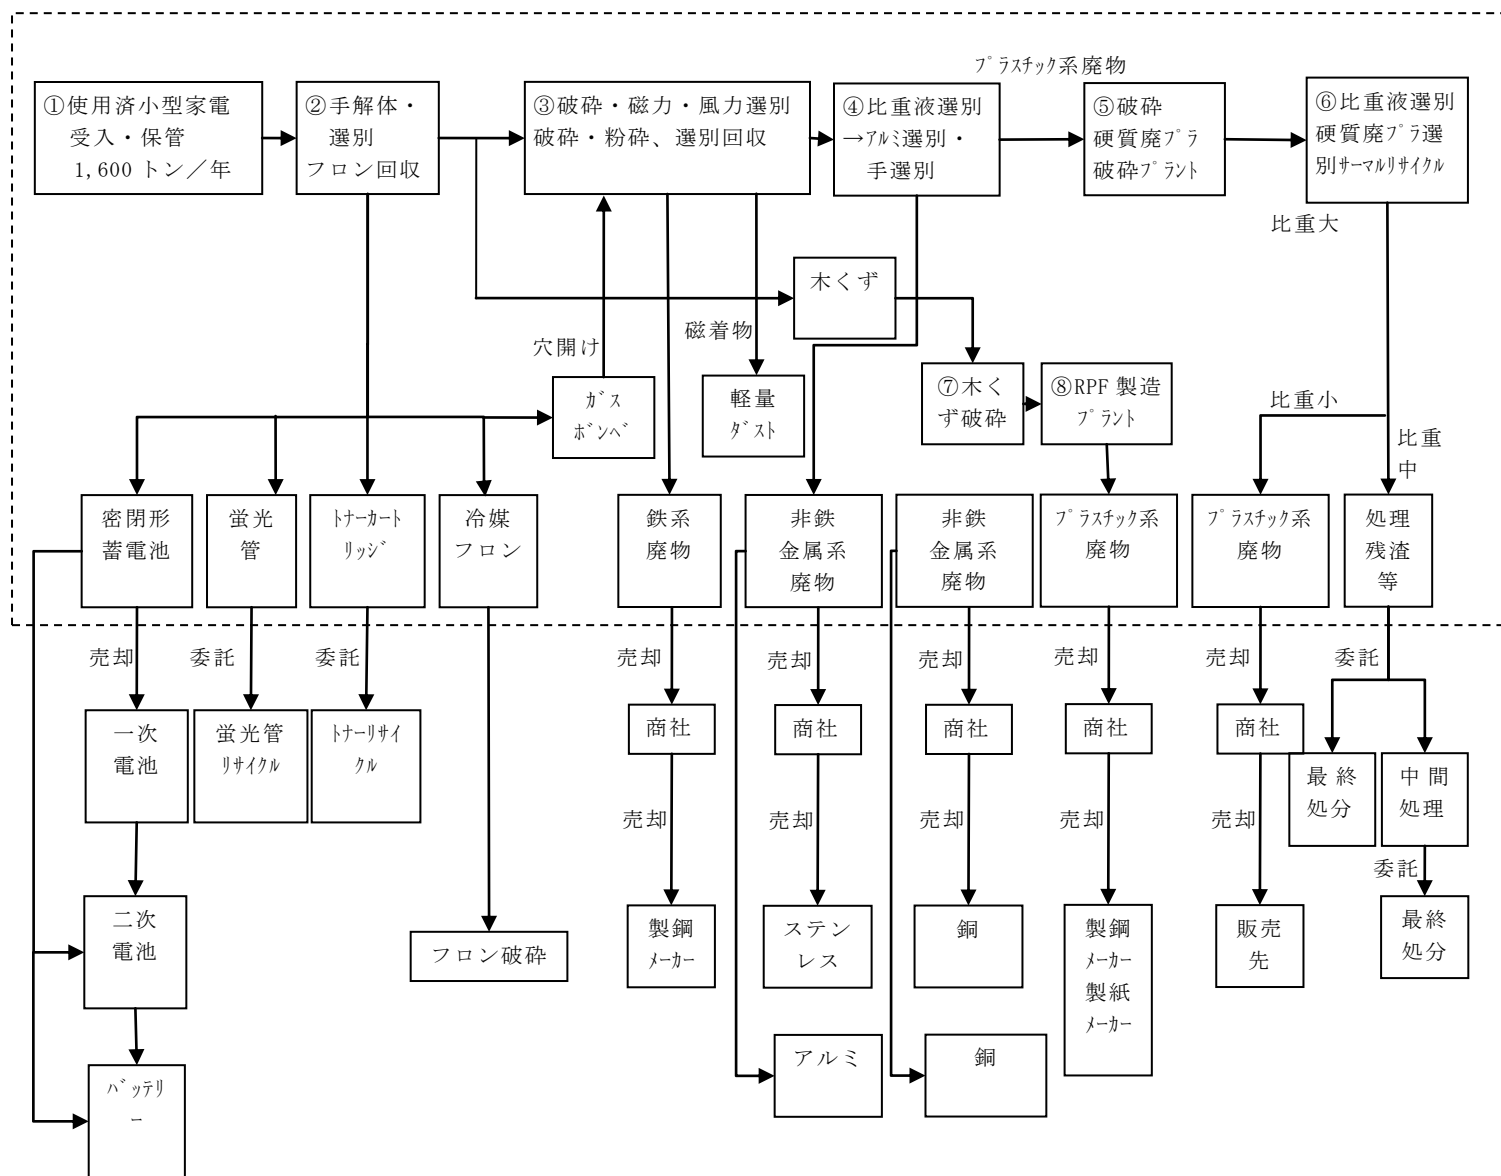 プラスチック系廃物
①使用済小型家電
受入・保管
1,600 トン／年
②手解体・
選別
フロン回収
③破砕・磁力・風力選別
破砕・粉砕、選別回収
④比重液選別
→アルミ選別・
手選別
⑤破砕
硬質廃プラ
破砕プラント
⑥比重液選別
硬質廃プラ選
別サーマルリサイクル
比重大
木くず
穴開け
磁着物
ガス
ボンベ
軽量
ダスト
⑦木く
ず破砕
⑧RPF 製造
プラント
比重小
比重
中
密閉形
蓄電池
蛍光
管
トナーカート
リッジ
冷媒
フロン
鉄系
廃物
非鉄
金属系
廃物
非鉄
金属系
廃物
プラスチック系
廃物
プラスチック系
廃物
処理
残渣
等
売却
委託
委託
売却
売却
売却
売却
売却
委託
一次
電池
蛍光管
リサイクル
トナーリサイ
クル
商社
商社
商社
商社
商社
最終
処分
中間
処理
売却
売却
売却
売却
売却
委託
二次
電池
フロン破砕
製鋼
メーカー
ステン
レス
銅
製鋼
メーカー
製紙
メーカー
販売
先
最終
処分
アルミ
銅
バッテリ
ー